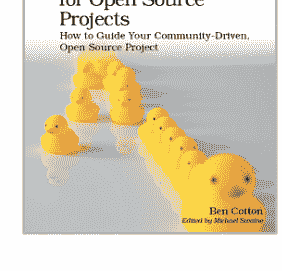 for Open Source
Projects
How to Guide Your Community-Driven,
Open Source Project
Ben Cotton
Edited by Michael Swaine